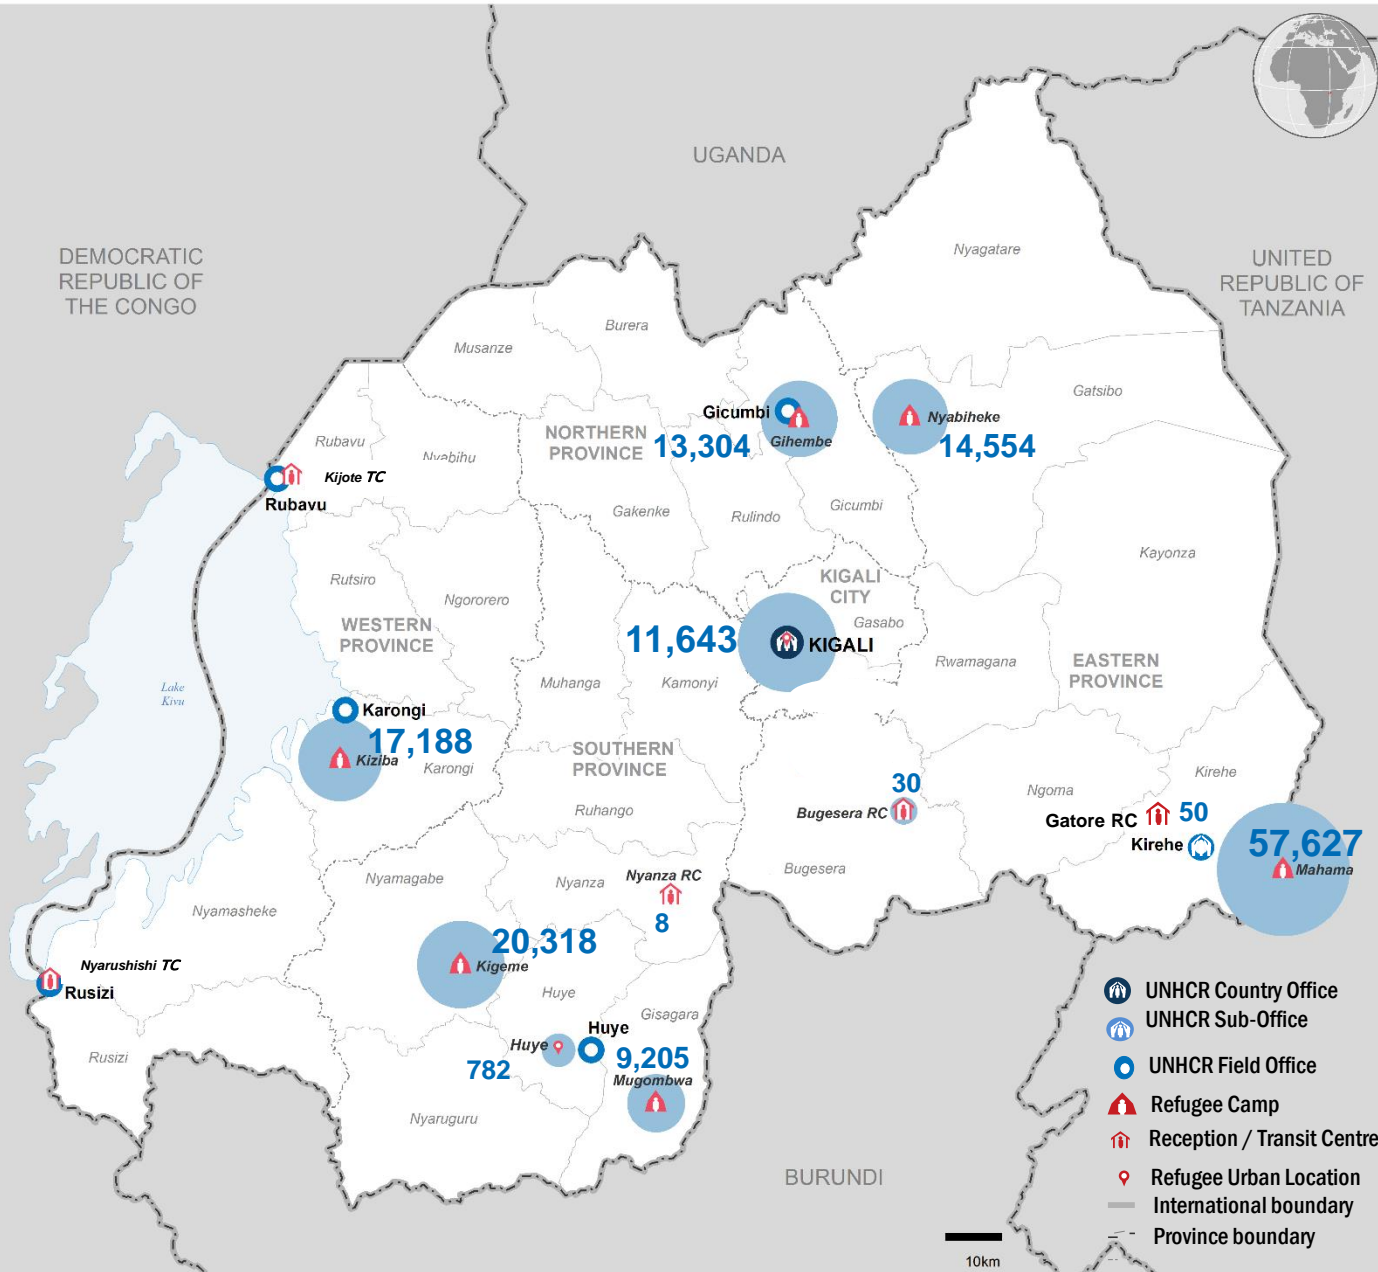 UGANDA
DEMOCRATIC
REPUBLIC OF
THE CONGO
UNITED
REPUBLIC OF
TANZANIA
Nyagatare
Burera
Musanze
Gatsibo
Gicumbi
Nyabiheke
13,304
Gihembe
14,554
NORTHERN
PROVINCE
Rubavu
Nyabihu
Kijote TC
Rubavu
Gakenke
Rulindo
Gicumbi
Kayonza
Rutsiro
Ngororero
KIGALI
CITY
Gasabo
WESTERN
PROVINCE
11,643
KIGALI
Rwamagana
EASTERN
PROVINCE
Lake
Kivu
Muhanga
Kamonyi
Karongi
17,188
Kiziba
Karongi
SOUTHERN
PROVINCE
Kirehe
Ruhango
30
Bugesera RC
Ngoma
Gatore RC
50
Kirehe
57,627
Mahama
Nyamagabe
Nyanza
Nyanza RC
8
Bugesera
Nyamasheke
20,318
Kigeme
Nyarushishi TC
Rusizi
Huye
Gisagara
Huye
Huye
782
9,205
Mugombwa
Rusizi
Nyaruguru
BURUNDI
UNHCR Country Office
UNHCR Sub-Office
UNHCR Field Office
Refugee Camp
Reception / Transit Centre
Refugee Urban Location
International boundary
Province boundary
10km